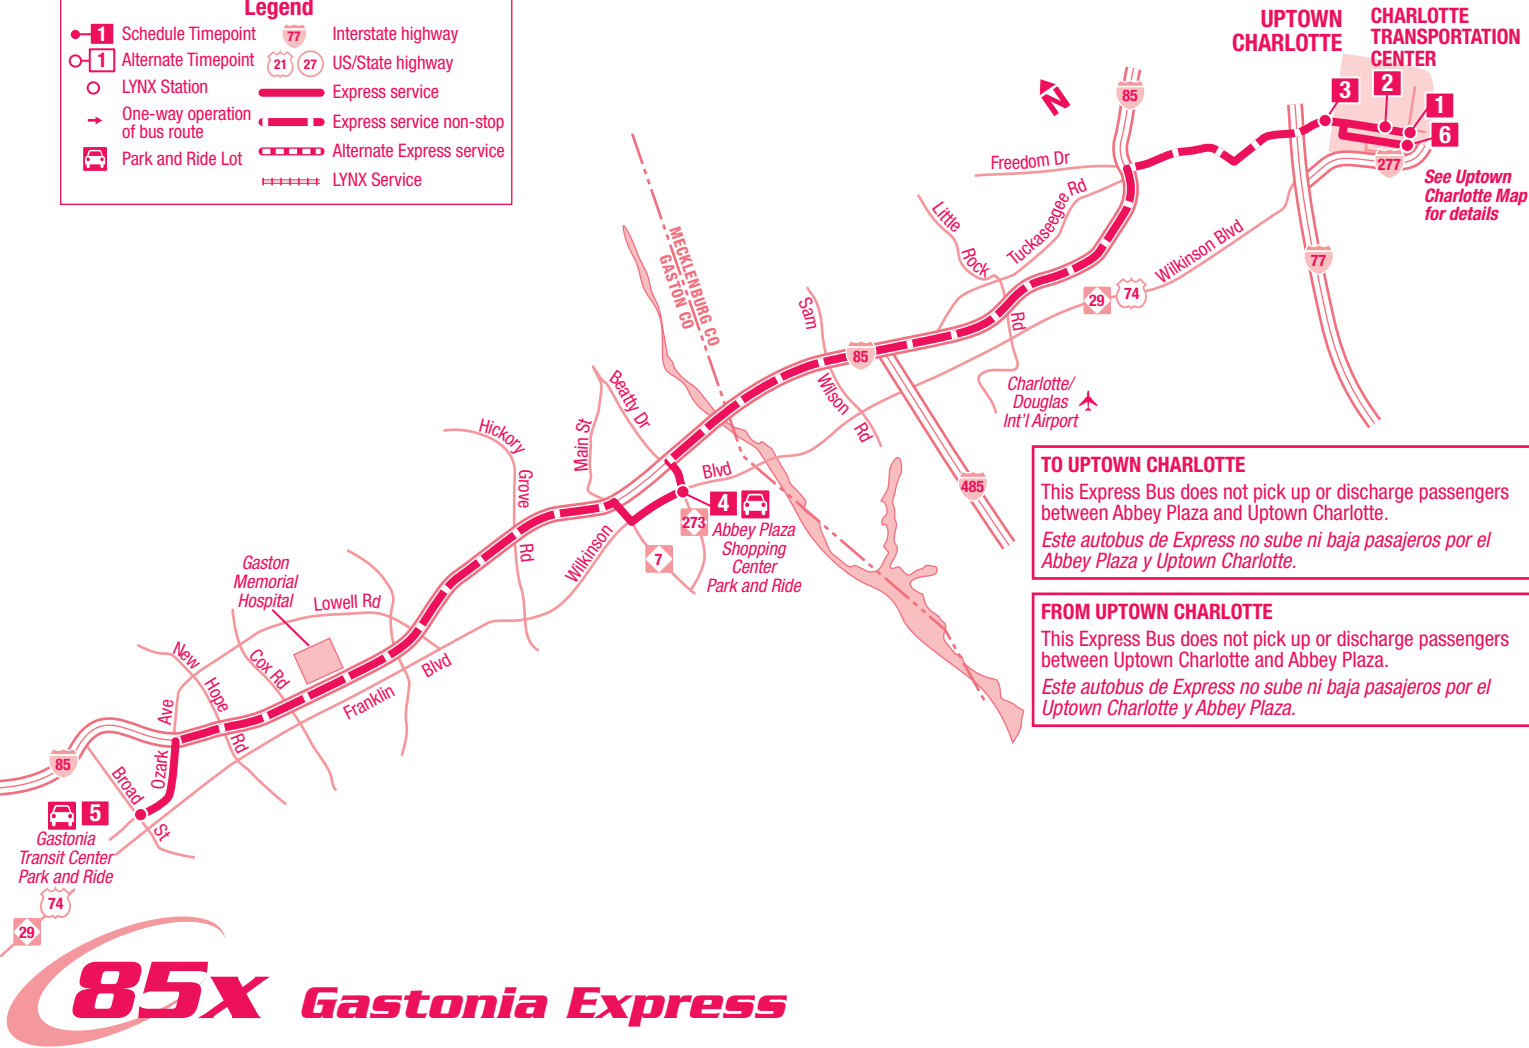 Legend
1 Schedule Timepoint
1 Alternate Timepoint
LYNX Station
One-way operation
of bus route
Park and Ride Lot
77 Interstate highway
21 27 US/State highway
Express service
Express service non-stop
Alternate Express service
LYNX Service
N
UPTOWN
CHARLOTTE
CHARLOTTE
TRANSPORTATION
CENTER
3
2
1
6
277
See Uptown
Charlotte Map
for details
85
Freedom Dr
Tuckaseegee Rd
Little
Rock
Rd
Wilkinson Blvd
77
29
74
MECKLENBURG CO
GASTON CO
Sam
Wilson
Rd
85
Charlotte/
Douglas
Int'l Airport
485
Beatty Dr
Main St
Hickory
Grove
Rd
Blvd
Wilkinson
4
273
7
Abbey Plaza
Shopping
Center
Park and Ride
TO UPTOWN CHARLOTTE
This Express Bus does not pick up or discharge passengers
between Abbey Plaza and Uptown Charlotte.
Este autobus de Express no sube ni baja pasajeros por el
Abbey Plaza y Uptown Charlotte.
FROM UPTOWN CHARLOTTE
This Express Bus does not pick up or discharge passengers
between Uptown Charlotte and Abbey Plaza.
Este autobus de Express no sube ni baja pasajeros por el
Uptown Charlotte y Abbey Plaza.
Gaston
Memorial
Hospital
Lowell Rd
New
Hope
Rd
Cox Rd
Franklin
Blvd
Ave
Ozark
85
Broad
St
5
Gastonia
Transit Center
Park and Ride
74
29
85x Gastonia Express